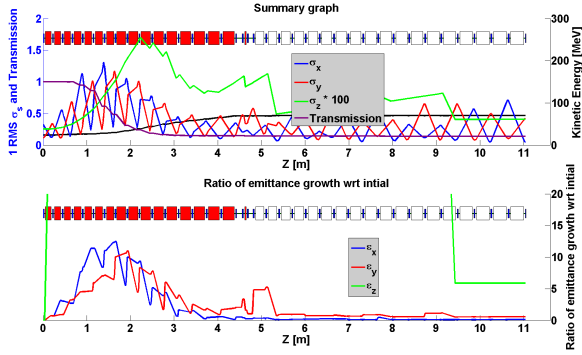 Summary graph
2
1.5
1
0.5
0
300
200
100
0
1 RMS σs and Transmission
Kinetic Energy [MeV]
σx
σy
σz * 100
Transmission
0 1 2 3 4 5 6 7 8 9 10 11
Z [m]
Ratio of emittance growth wrt intial
20
15
10
5
0
Ratio of emittance growth wrt initial
εx
εy
εz
0 1 2 3 4 5 6 7 8 9 10 11
Z [m]